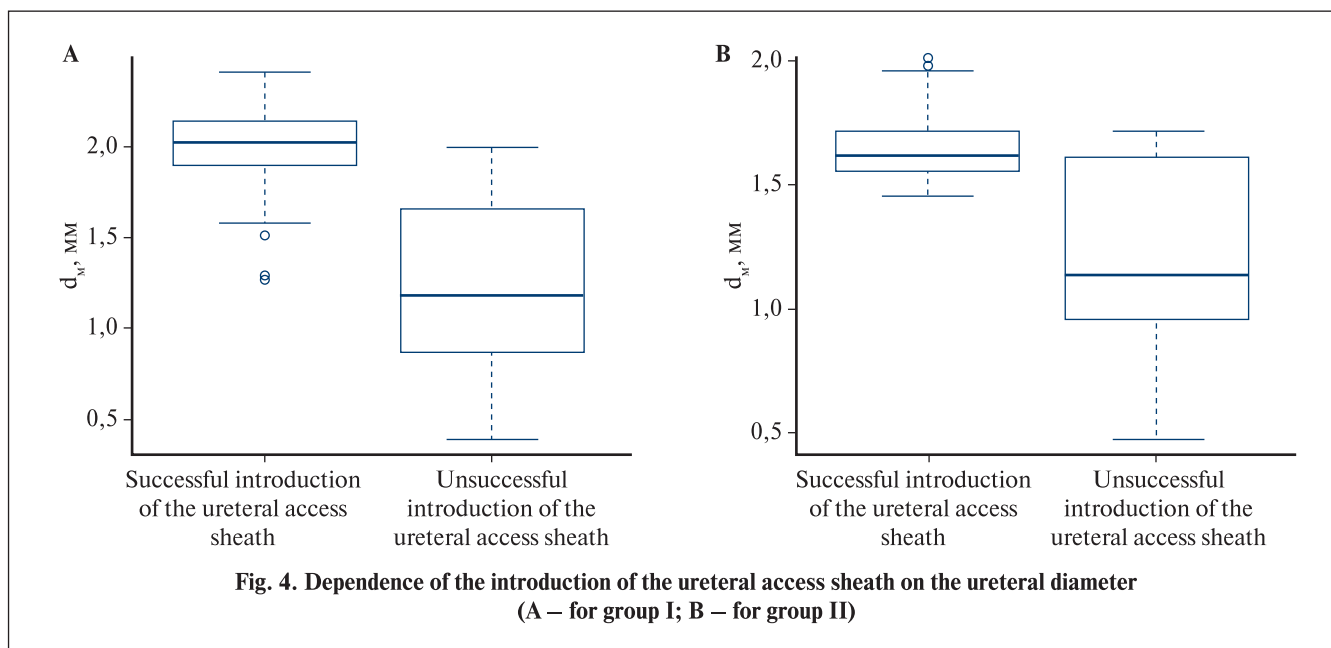 A
2,0
1,5
1,0
0,5
dм, мм
Successful introduction
of the ureteral access
sheath
Unsuccessful
introduction of the
ureteral access sheath
B
2,0
1,5
1,0
0,5
dм, мм
Successful introduction
of the ureteral access
sheath
Unsuccessful
introduction of the
ureteral access sheath
Fig. 4. Dependence of the introduction of the ureteral access sheath on the ureteral diameter
(A – for group I; B – for group II)